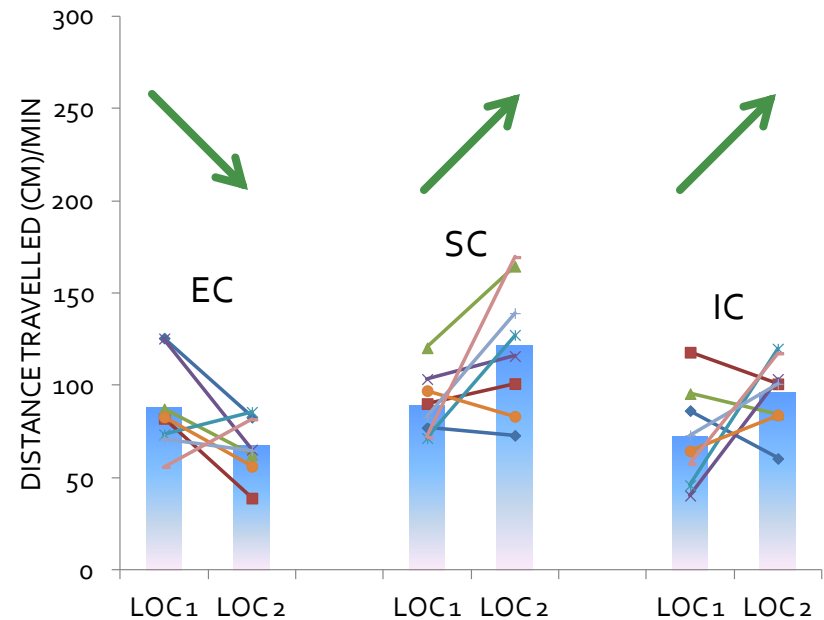 300
250
200
150
100
50
0
DISTANCE TRAVELLED (CM)/MIN
EC
SC
IC
LOC1 LOC2
LOC1 LOC2
LOC1 LOC2